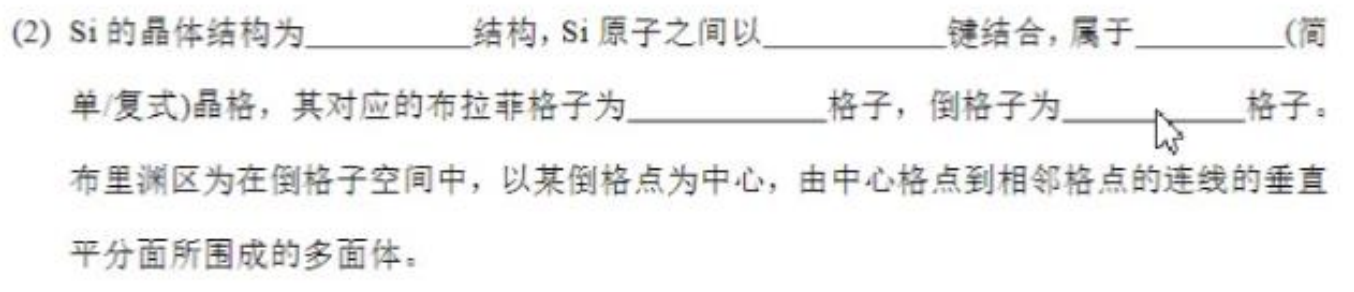 (2) Si 的晶体结构为_________结构，Si 原子之间以__________键结合，属于________(简
单/复式)晶格，其对应的布拉菲格子为___________格子，倒格子为__________格子。
布里渊区为在倒格子空间中，以某倒格点为中心，由中心格点到相邻格点的连线的垂直
平分面所围成的多面体。